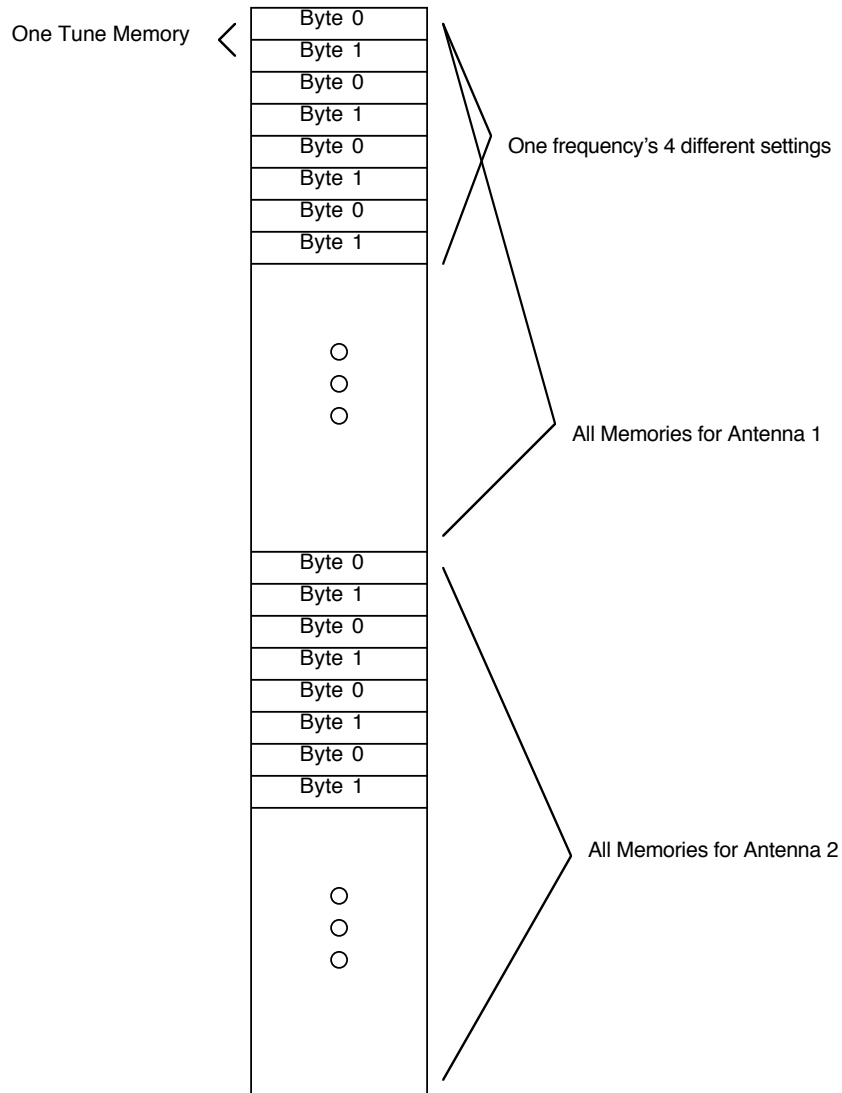 One Tune Memory
Byte 0
Byte 1
Byte 0
Byte 1
Byte 0
Byte 1
Byte 0
Byte 1
One frequency's 4 different settings
All Memories for Antenna 1
Byte 0
Byte 1
Byte 0
Byte 1
Byte 0
Byte 1
Byte 0
Byte 1
All Memories for Antenna 2